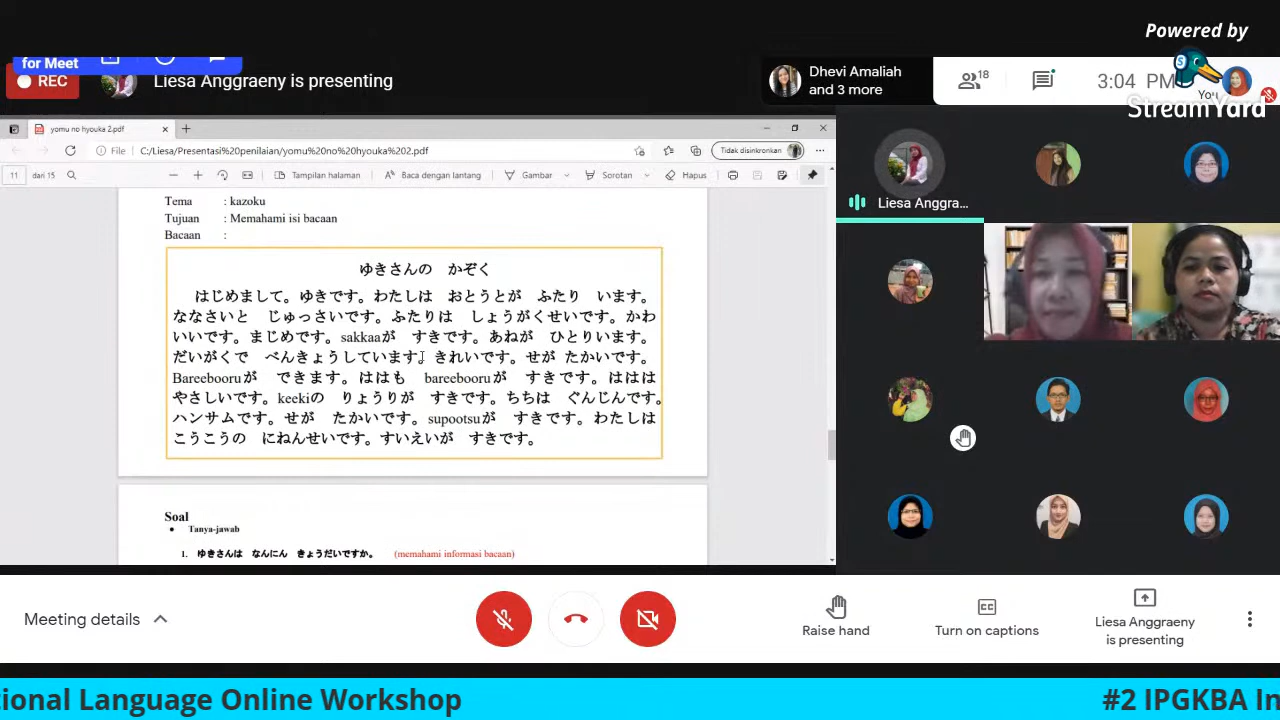 Powered by
StreamYard
for Meet
REC
Liesa Anggraeny is presenting
Dhevi Amaliah
and 3 more
18
3:04 PM
You
yomu no hyouka 2.pdf
File
C:/Liesa/Presentasi%20penilaian/yomu%20no%20hyouka%202.pdf
Tidak disinkronkan
11 dari 15
Tampilan halaman
Baca dengan lantang
Gambar
Sorotan
Hapus
Tema : kazoku
Tujuan : Memahami isi bacaan
Bacaan :
ゆきさんの かぞく
はじめまして。ゆきです。わたしは おとうとが ふたり います。
ななさいと じゅっさいです。ふたりは しょうがくせいです。かわ
いいです。まじめです。sakkaaが すきです。あねが ひとりいます。
だいがくで べんきょうしています。きれいです。せが たかいです。
Bareebooruが できます。ははも bareebooruが すきです。ははは
やさしいです。keekiの りょうりが すきです。ちちは ぐんじんです。
ハンサムです。せが たかいです。supootsuが すきです。わたしは
こうこうの にねんせいです。すいえいが すきです。
Soal
• Tanya-jawab
1. ゆきさんは なんにん きょうだいですか。 (memahami informasi bacaan)
Liesa Anggra...
Meeting details
Raise hand
Turn on captions
Liesa Anggraeny
is presenting
tional Language Online Workshop
#2 IPGKBA In